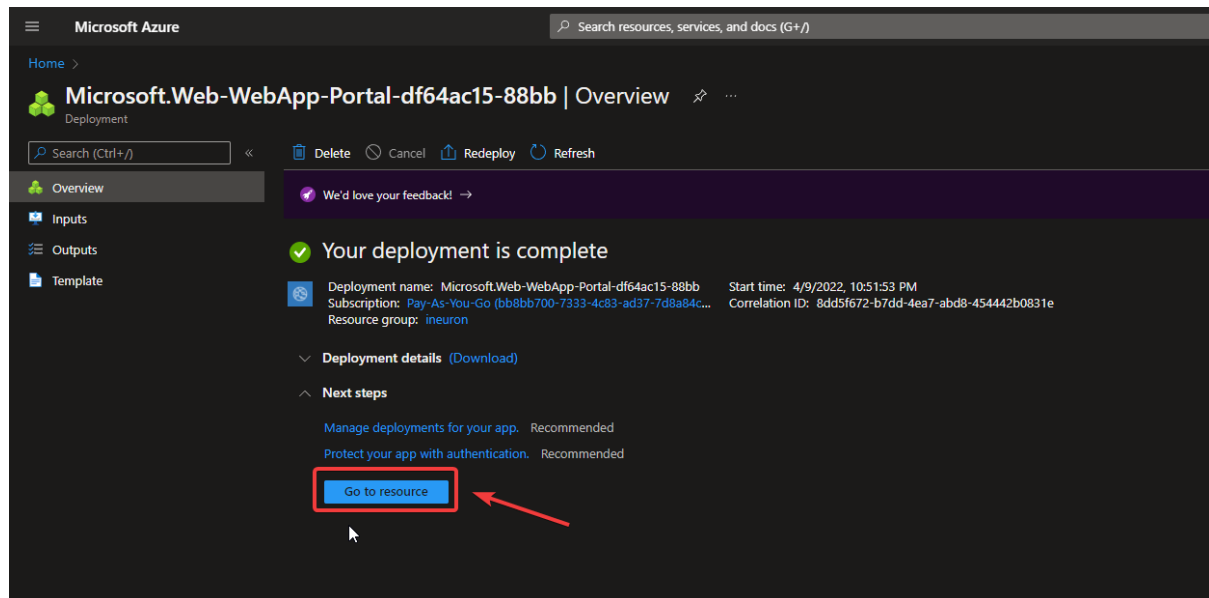 Microsoft Azure
Search resources, services, and docs (G+/)
Home >
Microsoft.Web-WebApp-Portal-df64ac15-88bb | Overview ...
Deployment
Search (Ctrl+/) «
Delete Cancel Redeploy Refresh
Overview
Inputs
Outputs
Template
We'd love your feedback! →
Your deployment is complete
Deployment name: Microsoft.Web-WebApp-Portal-df64ac15-88bb Start time: 4/9/2022, 10:51:53 PM
Subscription: Pay-As-You-Go (bb8bb700-7333-4c83-ad37-7d8a84c... Correlation ID: 8dd5f672-b7dd-4ea7-abd8-454442b0831e
Resource group: ineuron
Deployment details (Download)
Next steps
Manage deployments for your app. Recommended
Protect your app with authentication. Recommended
Go to resource